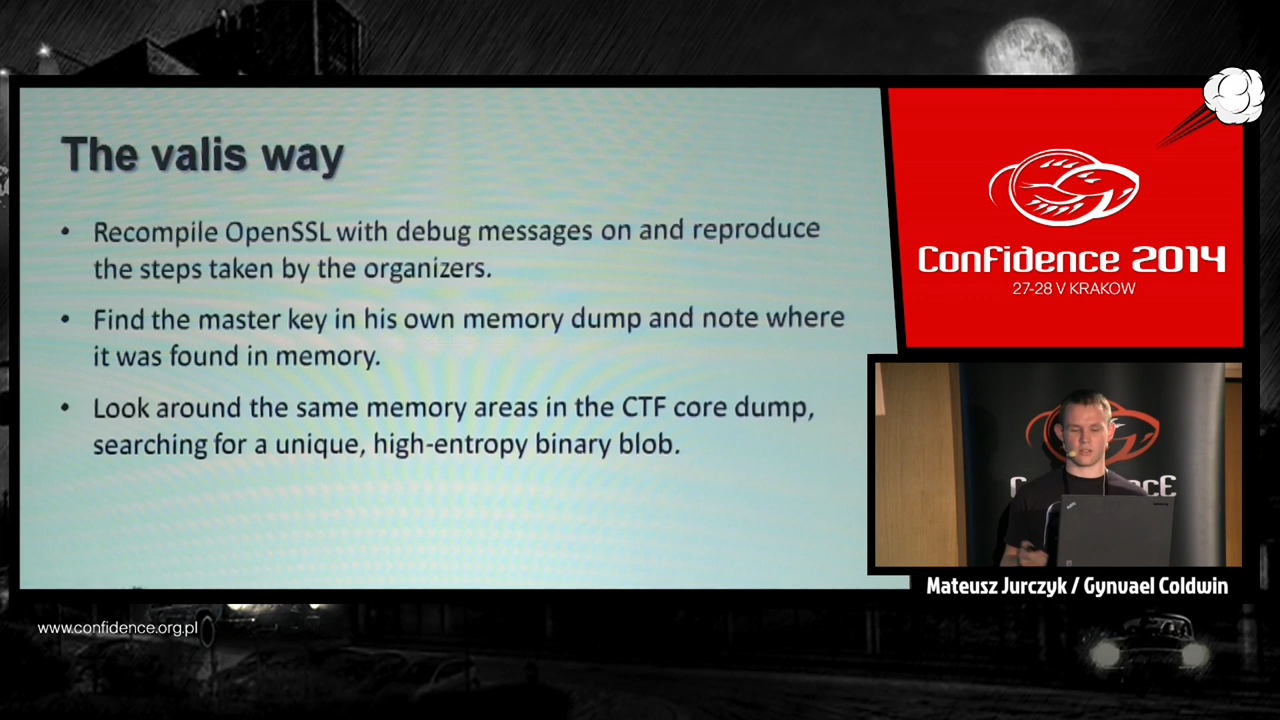 The valis way
• Recompile OpenSSL with debug messages on and reproduce
the steps taken by the organizers.
• Find the master key in his own memory dump and note where
it was found in memory.
• Look around the same memory areas in the CTF core dump,
searching for a unique, high-entropy binary blob.
ConFidence 2014
27-28 V KRAKOW
Mateusz Jurczyk / Gynvael Coldwin
www.confidence.org.pl